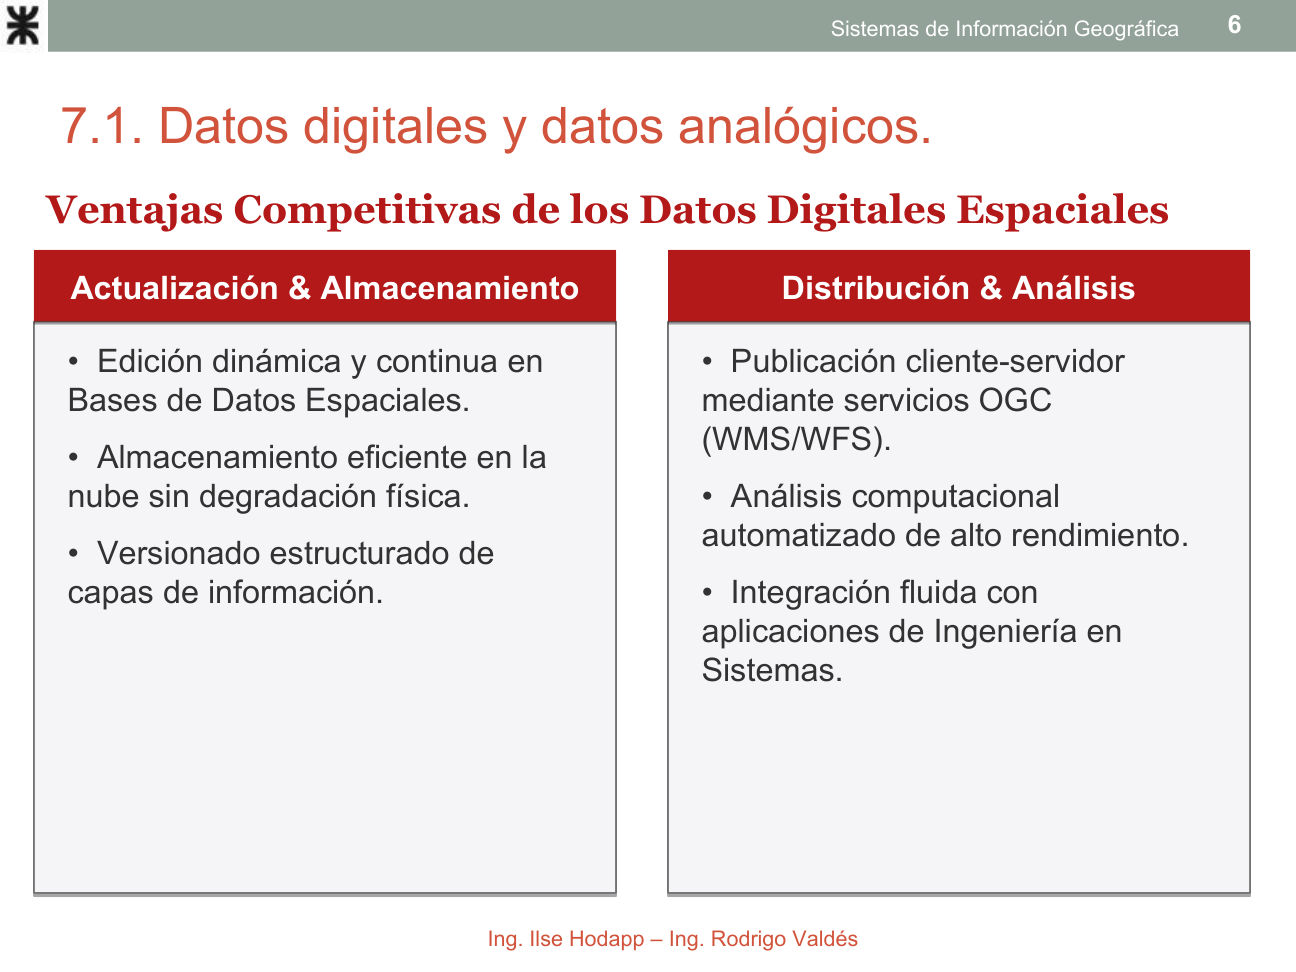 Sistemas de Información Geográfica
6
7.1. Datos digitales y datos analógicos.
Ventajas Competitivas de los Datos Digitales Espaciales
Actualización & Almacenamiento
• Edición dinámica y continua en
Bases de Datos Espaciales.
• Almacenamiento eficiente en la
nube sin degradación física.
• Versionado estructurado de
capas de información.
Distribución & Análisis
• Publicación cliente-servidor
mediante servicios OGC
(WMS/WFS).
• Análisis computacional
automatizado de alto rendimiento.
• Integración fluida con
aplicaciones de Ingeniería en
Sistemas.
Ing. Ilse Hodapp – Ing. Rodrigo Valdés